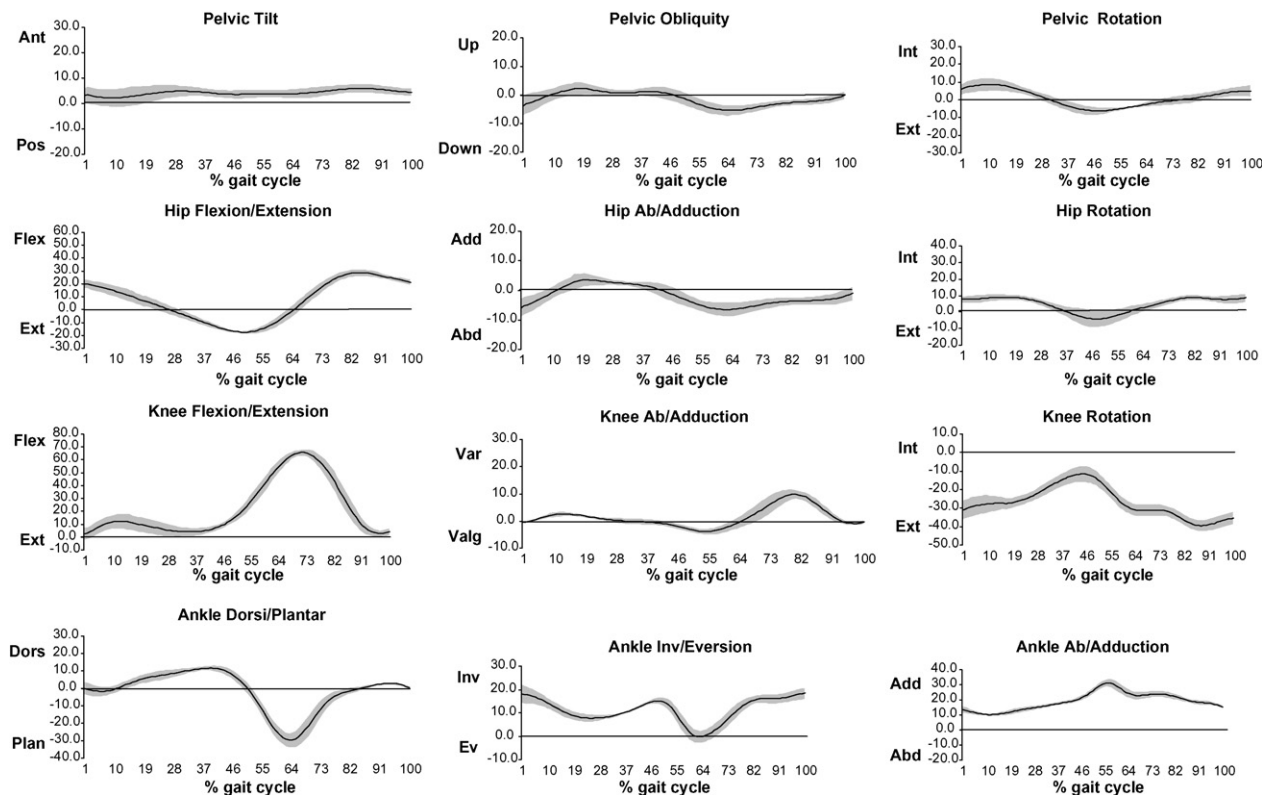 Pelvic Tilt
Ant
Pos
30.0
20.0
10.0
0.0
-10.0
-20.0
1 10 19 28 37 46 55 64 73 82 91 100
% gait cycle
Pelvic Obliquity
Up
Down
30.0
20.0
10.0
0.0
-10.0
-20.0
1 10 19 28 37 46 55 64 73 82 91 100
% gait cycle
Pelvic Rotation
Int
Ext
30.0
20.0
10.0
0.0
-10.0
-20.0
-30.0
1 10 19 28 37 46 55 64 73 82 91 100
% gait cycle
Hip Flexion/Extension
Flex
Ext
60.0
50.0
40.0
30.0
20.0
10.0
0.0
-10.0
-20.0
-30.0
1 10 19 28 37 46 55 64 73 82 91 100
% gait cycle
Hip Ab/Adduction
Add
Abd
20.0
10.0
0.0
-10.0
-20.0
1 10 19 28 37 46 55 64 73 82 91 100
% gait cycle
Hip Rotation
Int
Ext
40.0
30.0
20.0
10.0
0.0
-10.0
-20.0
1 10 19 28 37 46 55 64 73 82 91 100
% gait cycle
Knee Flexion/Extension
Flex
Ext
80.0
70.0
60.0
50.0
40.0
30.0
20.0
10.0
0.0
-10.0
1 10 19 28 37 46 55 64 73 82 91 100
% gait cycle
Knee Ab/Adduction
Var
Valg
30.0
20.0
10.0
0.0
-10.0
1 10 19 28 37 46 55 64 73 82 91 100
% gait cycle
Knee Rotation
Int
Ext
10.0
0.0
-10.0
-20.0
-30.0
-40.0
-50.0
1 10 19 28 37 46 55 64 73 82 91 100
% gait cycle
Ankle Dorsi/Plantar
Dors
Plan
30.0
20.0
10.0
0.0
-10.0
-20.0
-30.0
-40.0
1 10 19 28 37 46 55 64 73 82 91 100
% gait cycle
Ankle Inv/Eversion
Inv
Ev
30.0
20.0
10.0
0.0
-10.0
1 10 19 28 37 46 55 64 73 82 91 100
% gait cycle
Ankle Ab/Adduction
Add
Abd
40.0
30.0
20.0
10.0
0.0
-10.0
-20.0
1 10 19 28 37 46 55 64 73 82 91 100
% gait cycle